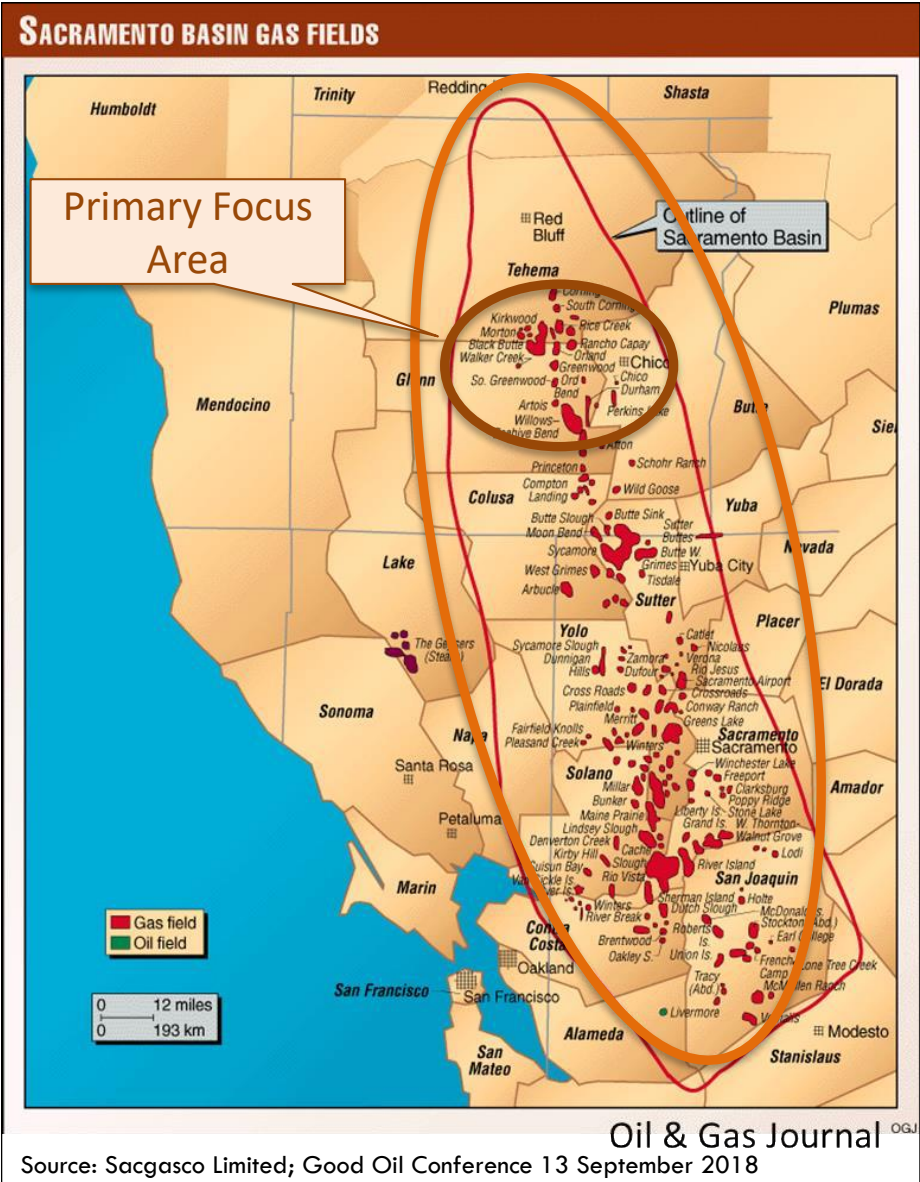 SACRAMENTO BASIN GAS FIELDS
Humboldt
Trinity
Redding
Shasta
Primary Focus
Area
Red
Bluff
Outline of
Sacramento Basin
Tehema
Corning
South Corning
Plumas
Kirkwood
Rice Creek
Morton
Black Butte
Rancho Capay
Walker Creek
Orland
Chico
Greenwood
Glenn
So. Greenwood
Ord
Bend
Chico
Durham
Mendocino
Artois
Perkins Lake
Butte
Willows-
Beehive Bend
Afton
Princeton
Schohr Ranch
Compton
Landing
Wild Goose
Colusa
Yuba
Butte Slough
Butte Sink
Moon Bend
Sutter
Buttes
Nevada
Sycamore
Butte W.
Lake
West Grimes
Grimes
Yuba City
Tisdale
Arbucle
Sutter
Placer
Yolo
Catlet
The Geysers
(Steam)
Sycamore Slough
Nicolaus
Dunnigan
Hills
Zamora
Verona
Dufour
Rio Jesus
Sacramento Airport
El Dorada
Cross Roads
Crossroads
Sonoma
Plainfield
Conway Ranch
Merritt
Greens Lake
Napa
Fairfield Knolls
Sacramento
Pleasand Creek
Winters
Sacramento
Santa Rosa
Winchester Lake
Solano
Freeport
Millar
Clarksburg
Amador
Bunker
Poppy Ridge
Petaluma
Maine Prairie
Liberty Is.
Stone Lake
Lindsey Slough
Grand Is.
W. Thornton-
Walnut Grove
Denverton Creek
Cache
Slough
Lodi
Kirby Hill
Suisun Bay
River Island
Rio Vista
San Joaquin
Marin
Sherman Island
Holte
Winters
Dutch Slough
McDonald Is.
River Break
Stockton (Abd.)
Gas field
Contra
Costa
Roberts
Is.
Earl College
Oil field
Brentwood
Oakley S.
Union Is.
French
Camp
Lone Tree Creek
Oakland
Tracy
(Abd.)
McMullen Ranch
San Francisco
San Francisco
0 12 miles
0 193 km
Livermore
Vernalis
Modesto
Alameda
Stanislaus
San
Mateo
Oil & Gas Journal
OGJ
Source: Sacgasco Limited; Good Oil Conference 13 September 2018